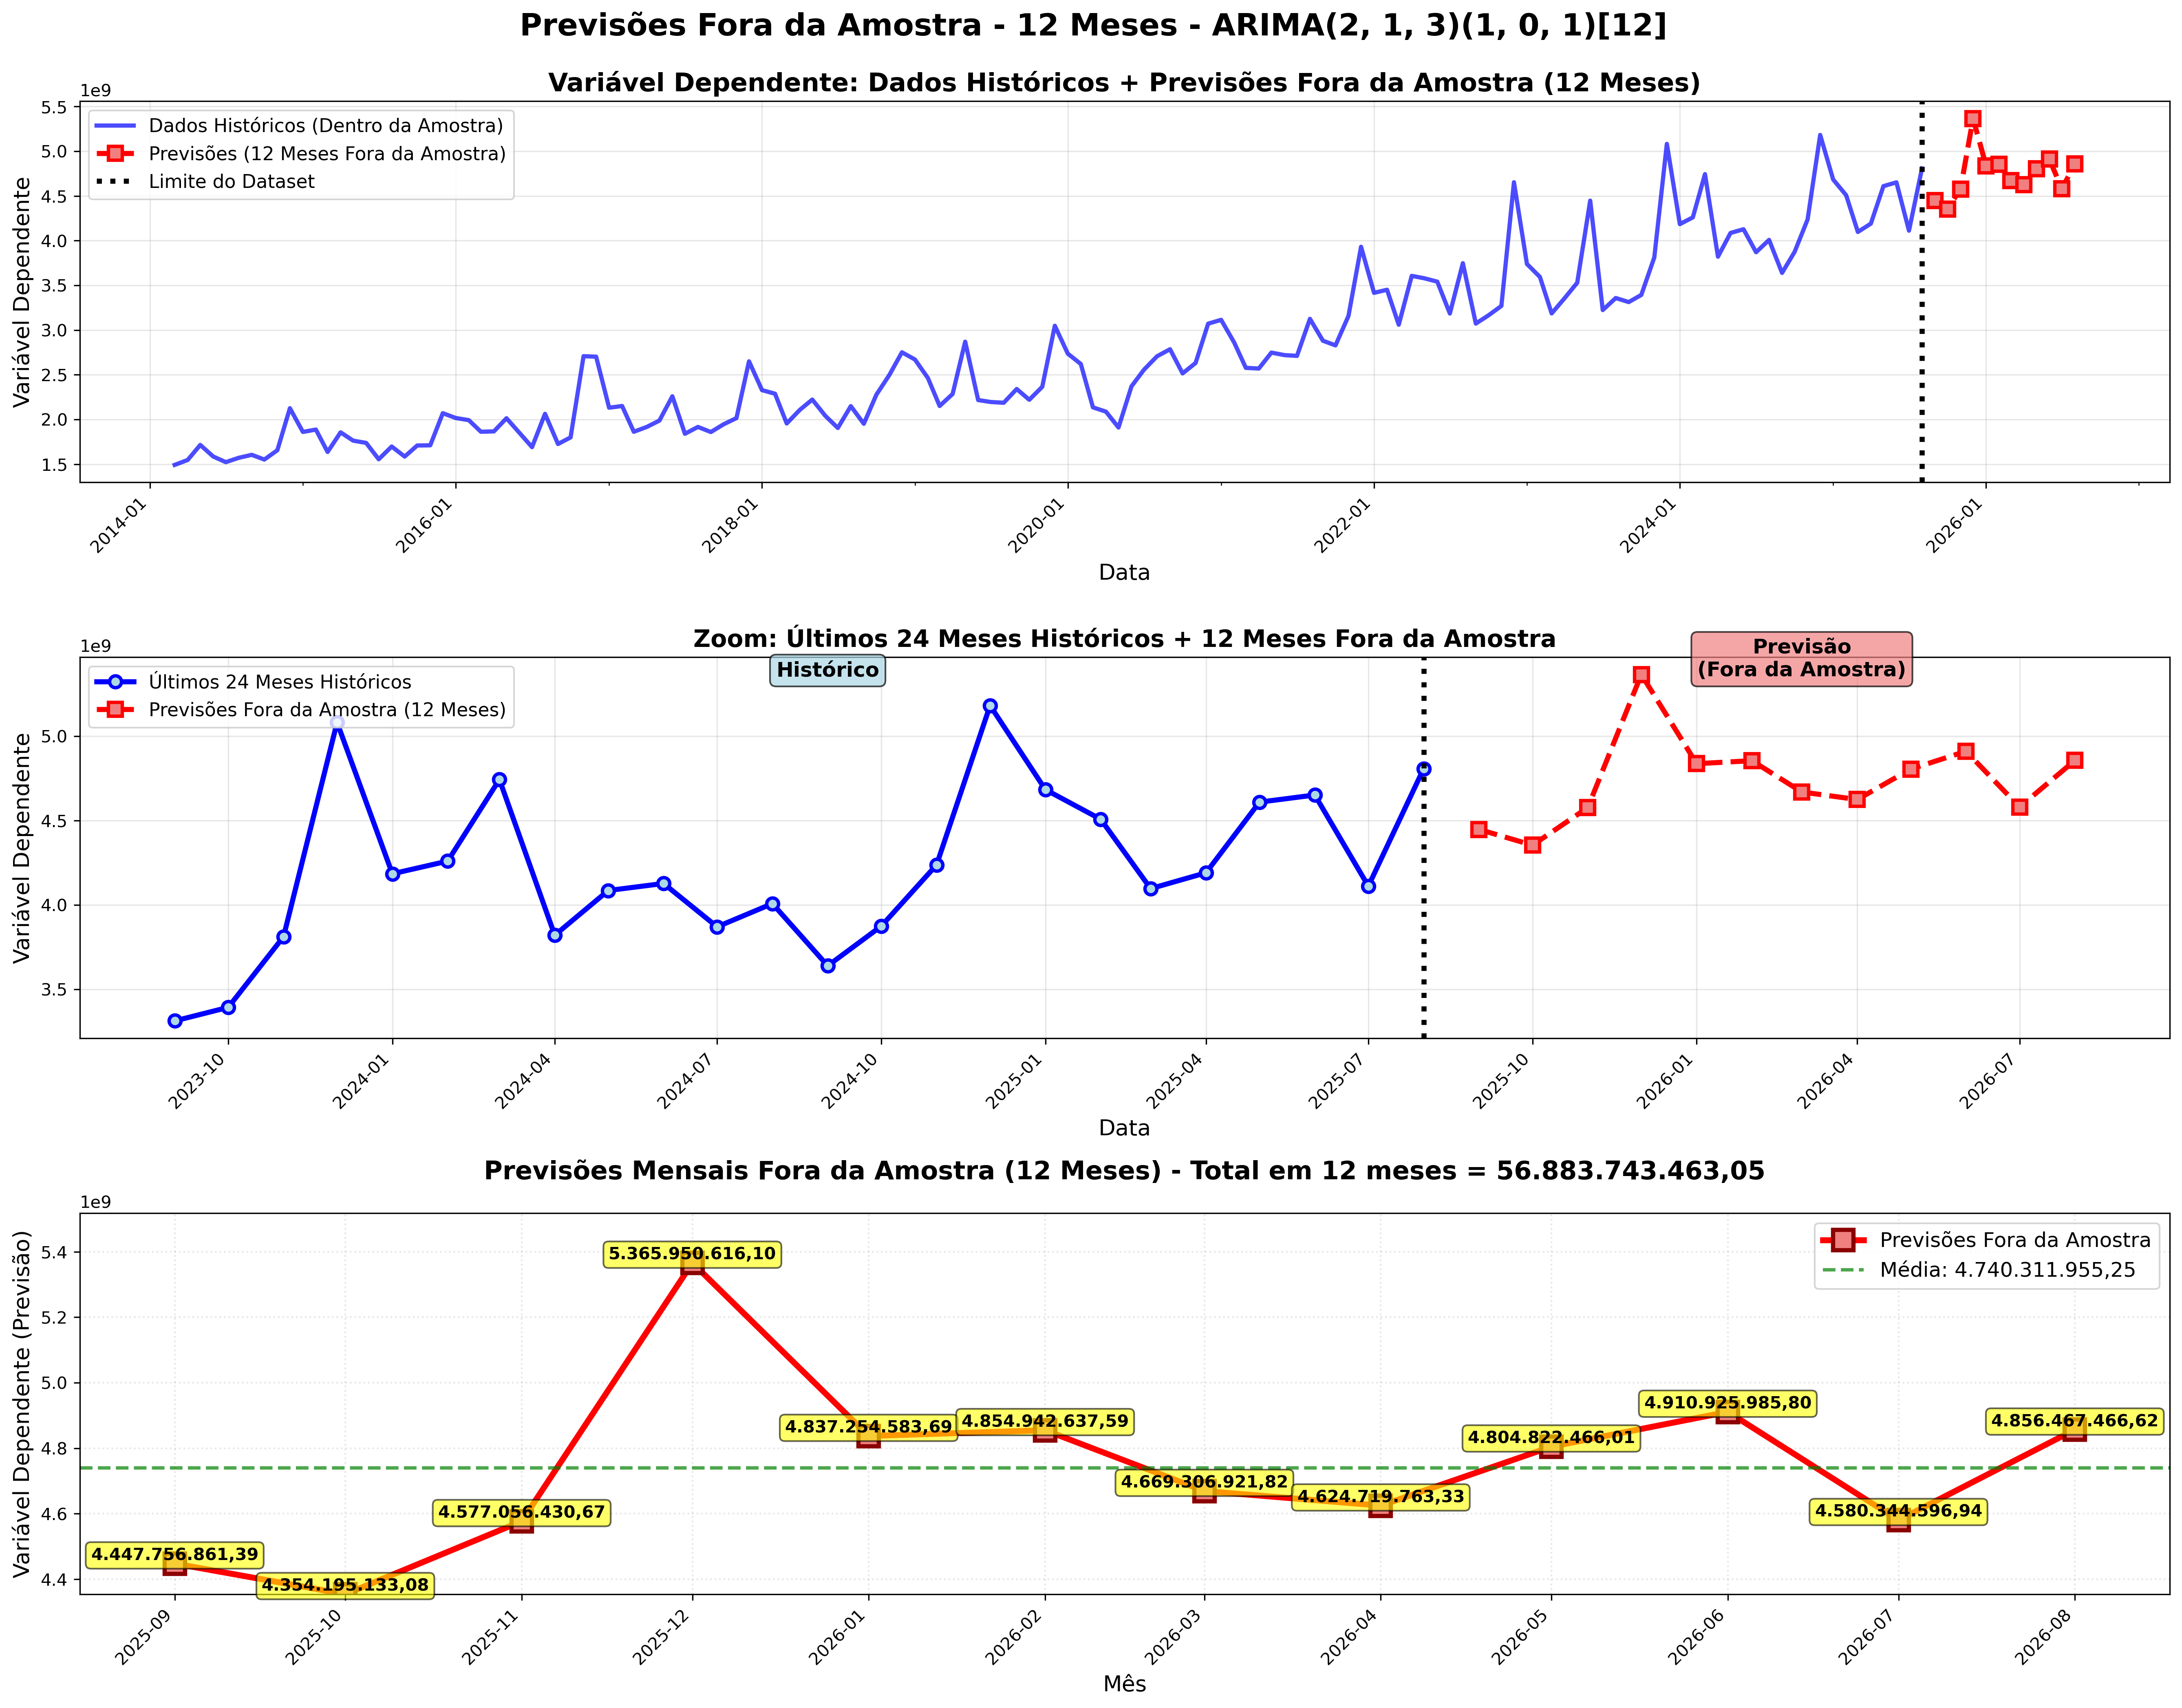 Previsões Fora da Amostra - 12 Meses - ARIMA(2, 1, 3)(1, 0, 1)[12]
Variável Dependente: Dados Históricos + Previsões Fora da Amostra (12 Meses)
1e9
Dados Históricos (Dentro da Amostra)
Previsões (12 Meses Fora da Amostra)
Limite do Dataset
Variável Dependente
5.5
5.0
4.5
4.0
3.5
3.0
2.5
2.0
1.5
2014-01
2016-01
2018-01
2020-01
2022-01
2024-01
2026-01
Data
Zoom: Últimos 24 Meses Históricos + 12 Meses Fora da Amostra
1e9
Últimos 24 Meses Históricos
Previsões Fora da Amostra (12 Meses)
Histórico
Previsão
(Fora da Amostra)
Variável Dependente
5.0
4.5
4.0
3.5
2023-10
2024-01
2024-04
2024-07
2024-10
2025-01
2025-04
2025-07
2025-10
2026-01
2026-04
2026-07
Data
Previsões Mensais Fora da Amostra (12 Meses) - Total em 12 meses = 56.883.743.463,05
1e9
Previsões Fora da Amostra
Média: 4.740.311.955,25
Variável Dependente (Previsão)
5.4
5.2
5.0
4.8
4.6
4.4
4.447.756.861,39
4.354.195.133,08
4.577.056.430,67
5.365.950.616,10
4.837.254.583,69
4.854.942.637,59
4.669.306.921,82
4.624.719.763,33
4.804.822.466,01
4.910.925.985,80
4.580.344.596,94
4.856.467.466,62
2025-09
2025-10
2025-11
2025-12
2026-01
2026-02
2026-03
2026-04
2026-05
2026-06
2026-07
2026-08
Mês